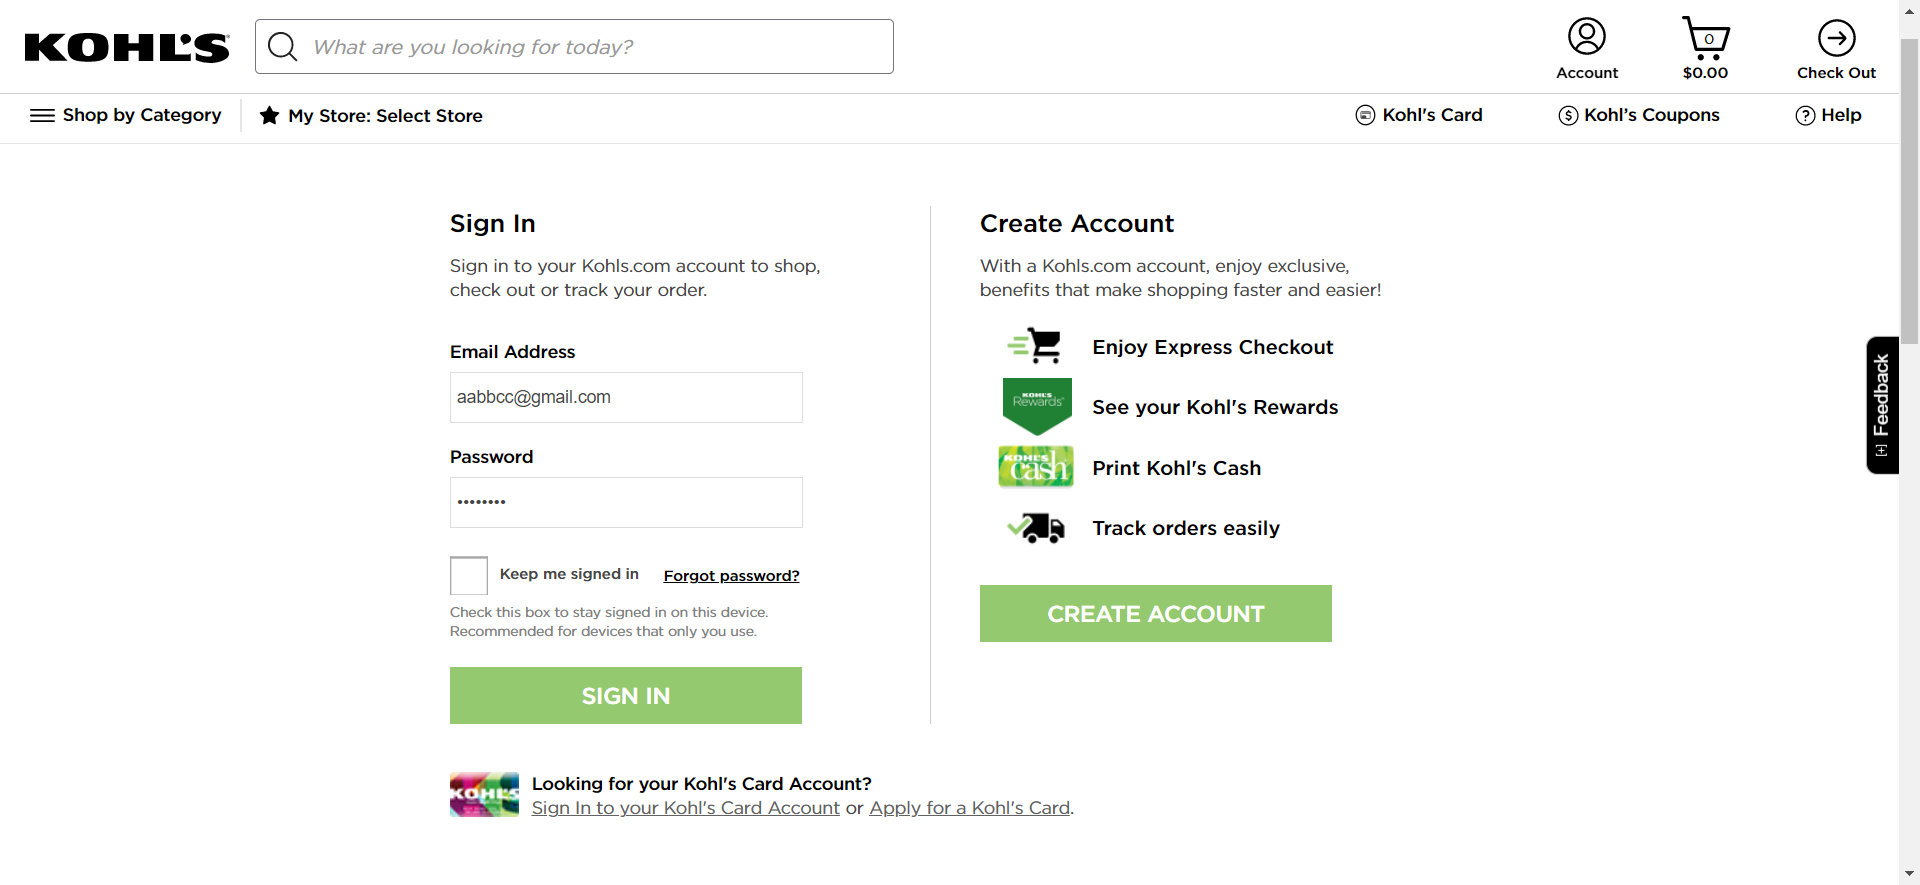 KOHL'S
What are you looking for today?
Account
0
$0.00
Check Out
Shop by Category
My Store: Select Store
Kohl's Card
$ Kohl’s Coupons
? Help
Sign In
Sign in to your Kohls.com account to shop,
check out or track your order.
Email Address
aabbcc@gmail.com
Password
••••••••
Keep me signed in
Forgot password?
Check this box to stay signed in on this device.
Recommended for devices that only you use.
SIGN IN
Create Account
With a Kohls.com account, enjoy exclusive,
benefits that make shopping faster and easier!
Enjoy Express Checkout
KOHL'S
Rewards
See your Kohl's Rewards
KOHL'S
cash
Print Kohl's Cash
Track orders easily
CREATE ACCOUNT
[+] Feedback
KOHL'S
Looking for your Kohl's Card Account?
Sign In to your Kohl's Card Account or Apply for a Kohl's Card.